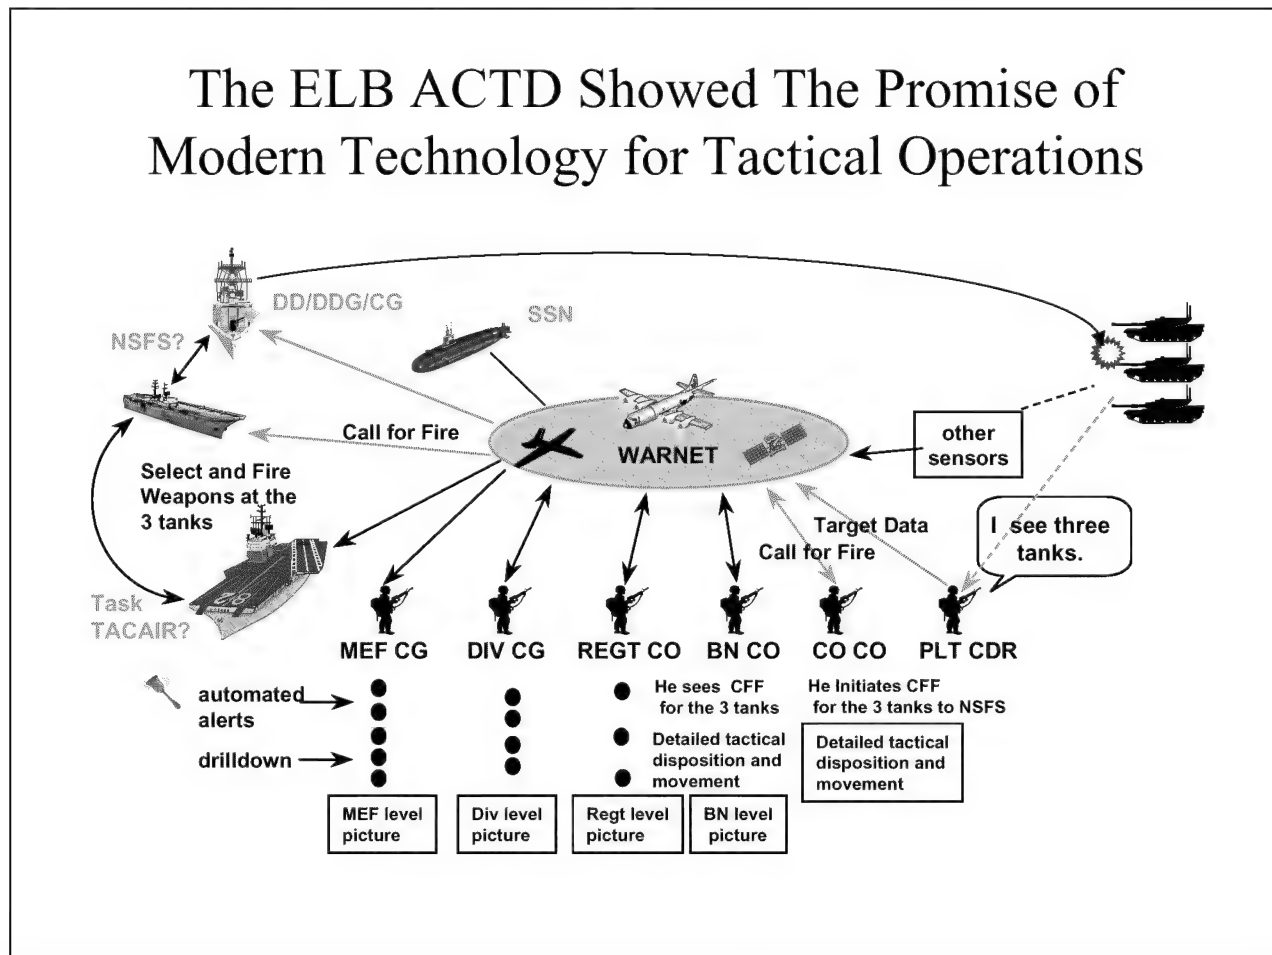 The ELB ACTD Showed The Promise of
Modern Technology for Tactical Operations
DD/DDG/CG
SSN
NSFS?
Call for Fire
WARNET
other
sensors
Select and Fire
Weapons at the
3 tanks
Target Data
Call for Fire
I see three
tanks.
Task
TACAIR?
MEF CG
DIV CG
REGT CO
BN CO
CO CO
PLT CDR
automated
alerts
drilldown
He sees CFF
for the 3 tanks
Detailed tactical
disposition and
movement
He Initiates CFF
for the 3 tanks to NSFS
Detailed tactical
disposition and
movement
MEF level
picture
Div level
picture
Regt level
picture
BN level
picture